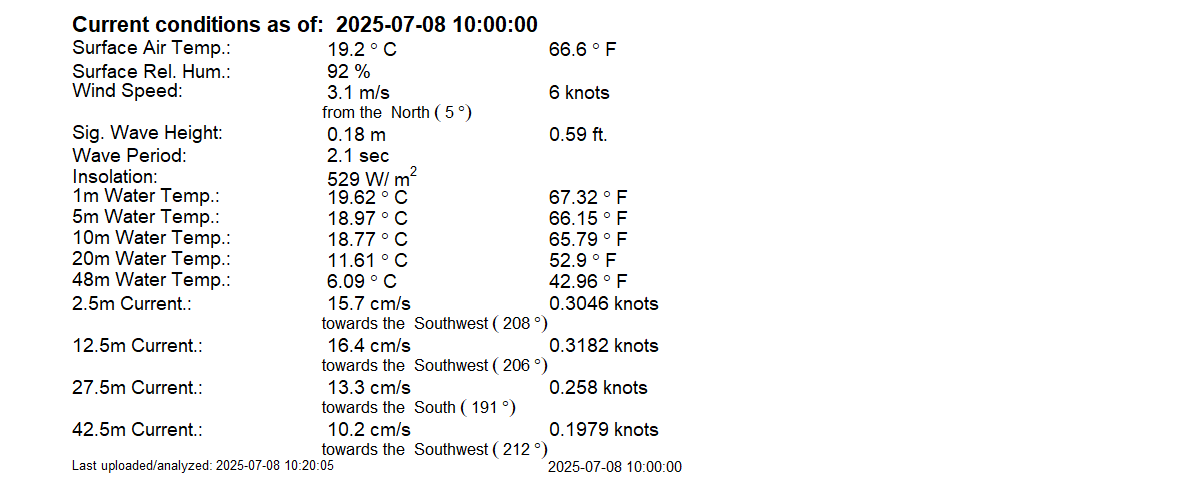 Current conditions as of: 2025-07-08 10:00:00
Surface Air Temp.: 19.2 ° C 66.6 ° F
Surface Rel. Hum.: 92 %
Wind Speed: 3.1 m/s 6 knots
from the North ( 5 °)
Sig. Wave Height: 0.18 m 0.59 ft.
Wave Period: 2.1 sec
Insolation: 529 W/ m²
1m Water Temp.: 19.62 ° C 67.32 ° F
5m Water Temp.: 18.97 ° C 66.15 ° F
10m Water Temp.: 18.77 ° C 65.79 ° F
20m Water Temp.: 11.61 ° C 52.9 ° F
48m Water Temp.: 6.09 ° C 42.96 ° F
2.5m Current.: 15.7 cm/s 0.3046 knots
towards the Southwest ( 208 °)
12.5m Current.: 16.4 cm/s 0.3182 knots
towards the Southwest ( 206 °)
27.5m Current.: 13.3 cm/s 0.258 knots
towards the South ( 191 °)
42.5m Current.: 10.2 cm/s 0.1979 knots
towards the Southwest ( 212 °)
Last uploaded/analyzed: 2025-07-08 10:20:05 2025-07-08 10:00:00